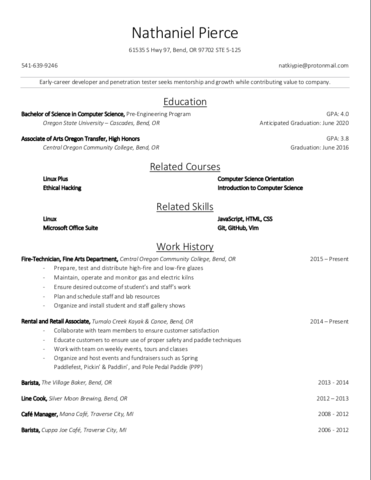 Nathaniel Pierce
61535 S Hwy 97, Bend, OR 97702 STE 5-125
541-639-9246 natkiypie@protonmail.com
Early-career developer and penetration tester seeks mentorship and growth while contributing value to company.
Education
Bachelor of Science in Computer Science, Pre-Engineering Program GPA: 4.0
Oregon State University – Cascades, Bend, OR Anticipated Graduation: June 2020
Associate of Arts Oregon Transfer, High Honors GPA: 3.8
Central Oregon Community College, Bend, OR Graduation: June 2016
Related Courses
Linux Plus Computer Science Orientation
Ethical Hacking Introduction to Computer Science
Related Skills
Linux JavaScript, HTML, CSS
Microsoft Office Suite Git, GitHub, Vim
Work History
Fire-Technician, Fine Arts Department, Central Oregon Community College, Bend, OR 2015 – Present
- Prepare, test and distribute high-fire and low-fire glazes
- Maintain, operate and monitor gas and electric kilns
- Ensure desired outcome of student's and staff's work
- Plan and schedule staff and lab resources
- Organize and install student and staff gallery shows
Rental and Retail Associate, Tumalo Creek Kayak & Canoe, Bend, OR 2014 – Present
- Collaborate with team members to ensure customer satisfaction
- Educate customers to ensure use of proper safety and paddle techniques
- Work with team on weekly events, tours and classes
- Organize and host events and fundraisers such as Spring
Paddlefest, Pickin' & Paddlin', and Pole Pedal Paddle (PPP)
Barista, The Village Baker, Bend, OR 2013 - 2014
Line Cook, Silver Moon Brewing, Bend, OR 2012 – 2013
Café Manager, Mana Café, Traverse City, MI 2008 - 2012
Barista, Cuppa Joe Café, Traverse City, MI 2006 - 2012